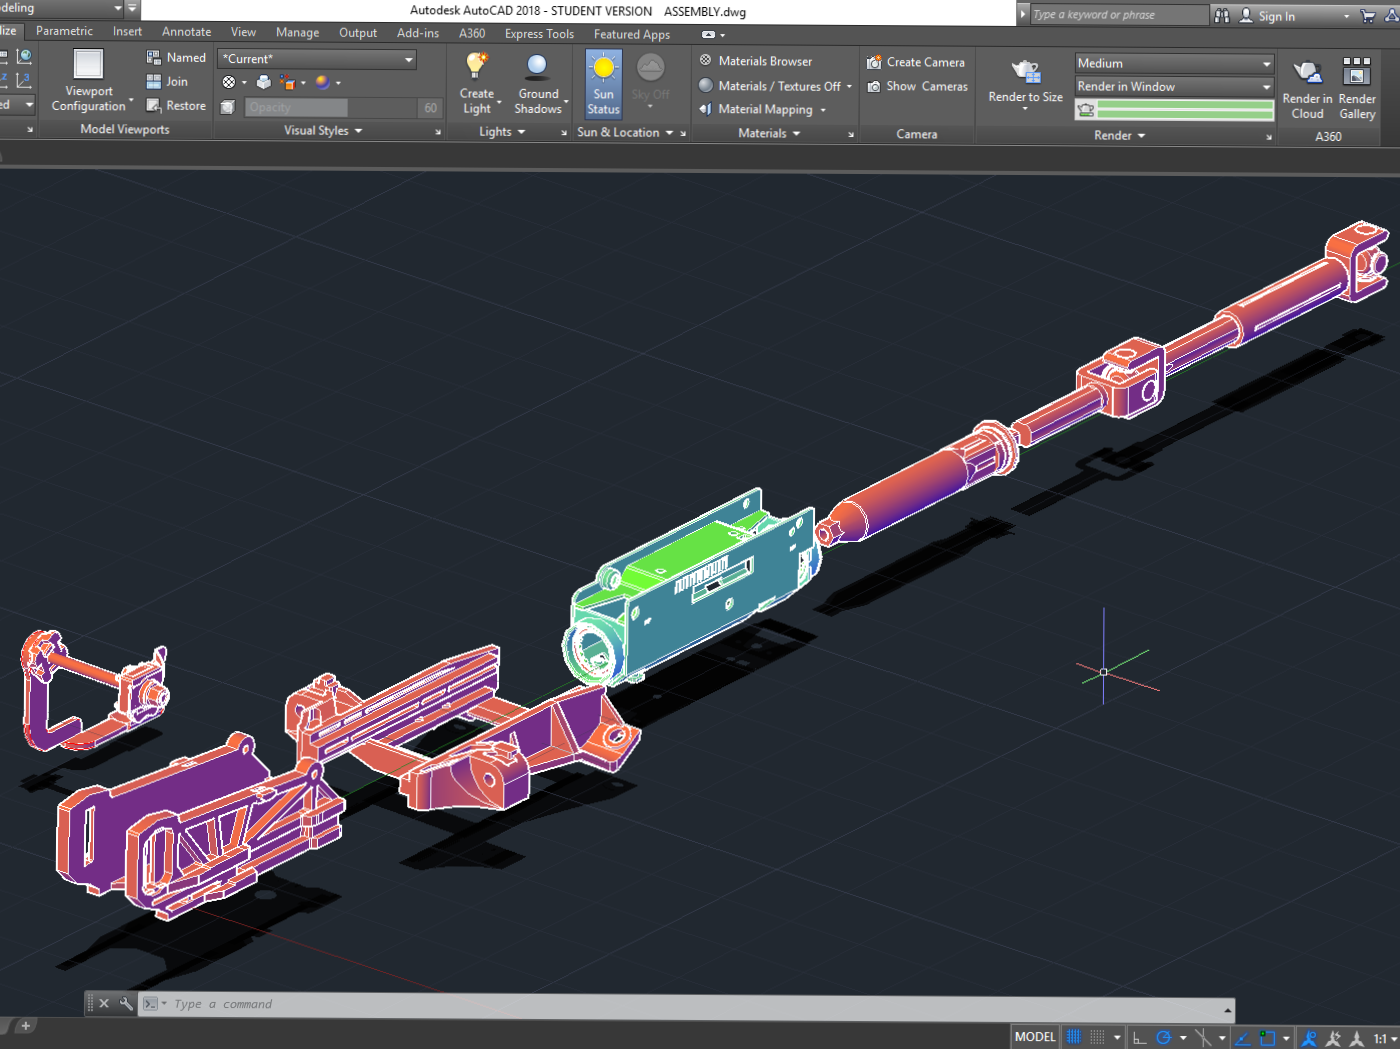 deling
Autodesk AutoCAD 2018 - STUDENT VERSION ASSEMBLY.dwg
Type a keyword or phrase
Sign In
lize Parametric Insert Annotate View Manage Output Add-ins A360 Express Tools Featured Apps
Named
Join
Restore
Viewport
Configuration
Model Viewports
*Current*
Opacity 60
Visual Styles
Create
Light
Ground
Shadows
Lights
Sun
Status
Sky Off
Sun & Location
Materials Browser
Materials / Textures Off
Material Mapping
Materials
Create Camera
Show Cameras
Camera
Render to Size
Medium
Render in Window
Render
Render in
Cloud
Render
Gallery
A360
ed
Type a command
MODEL
1:1